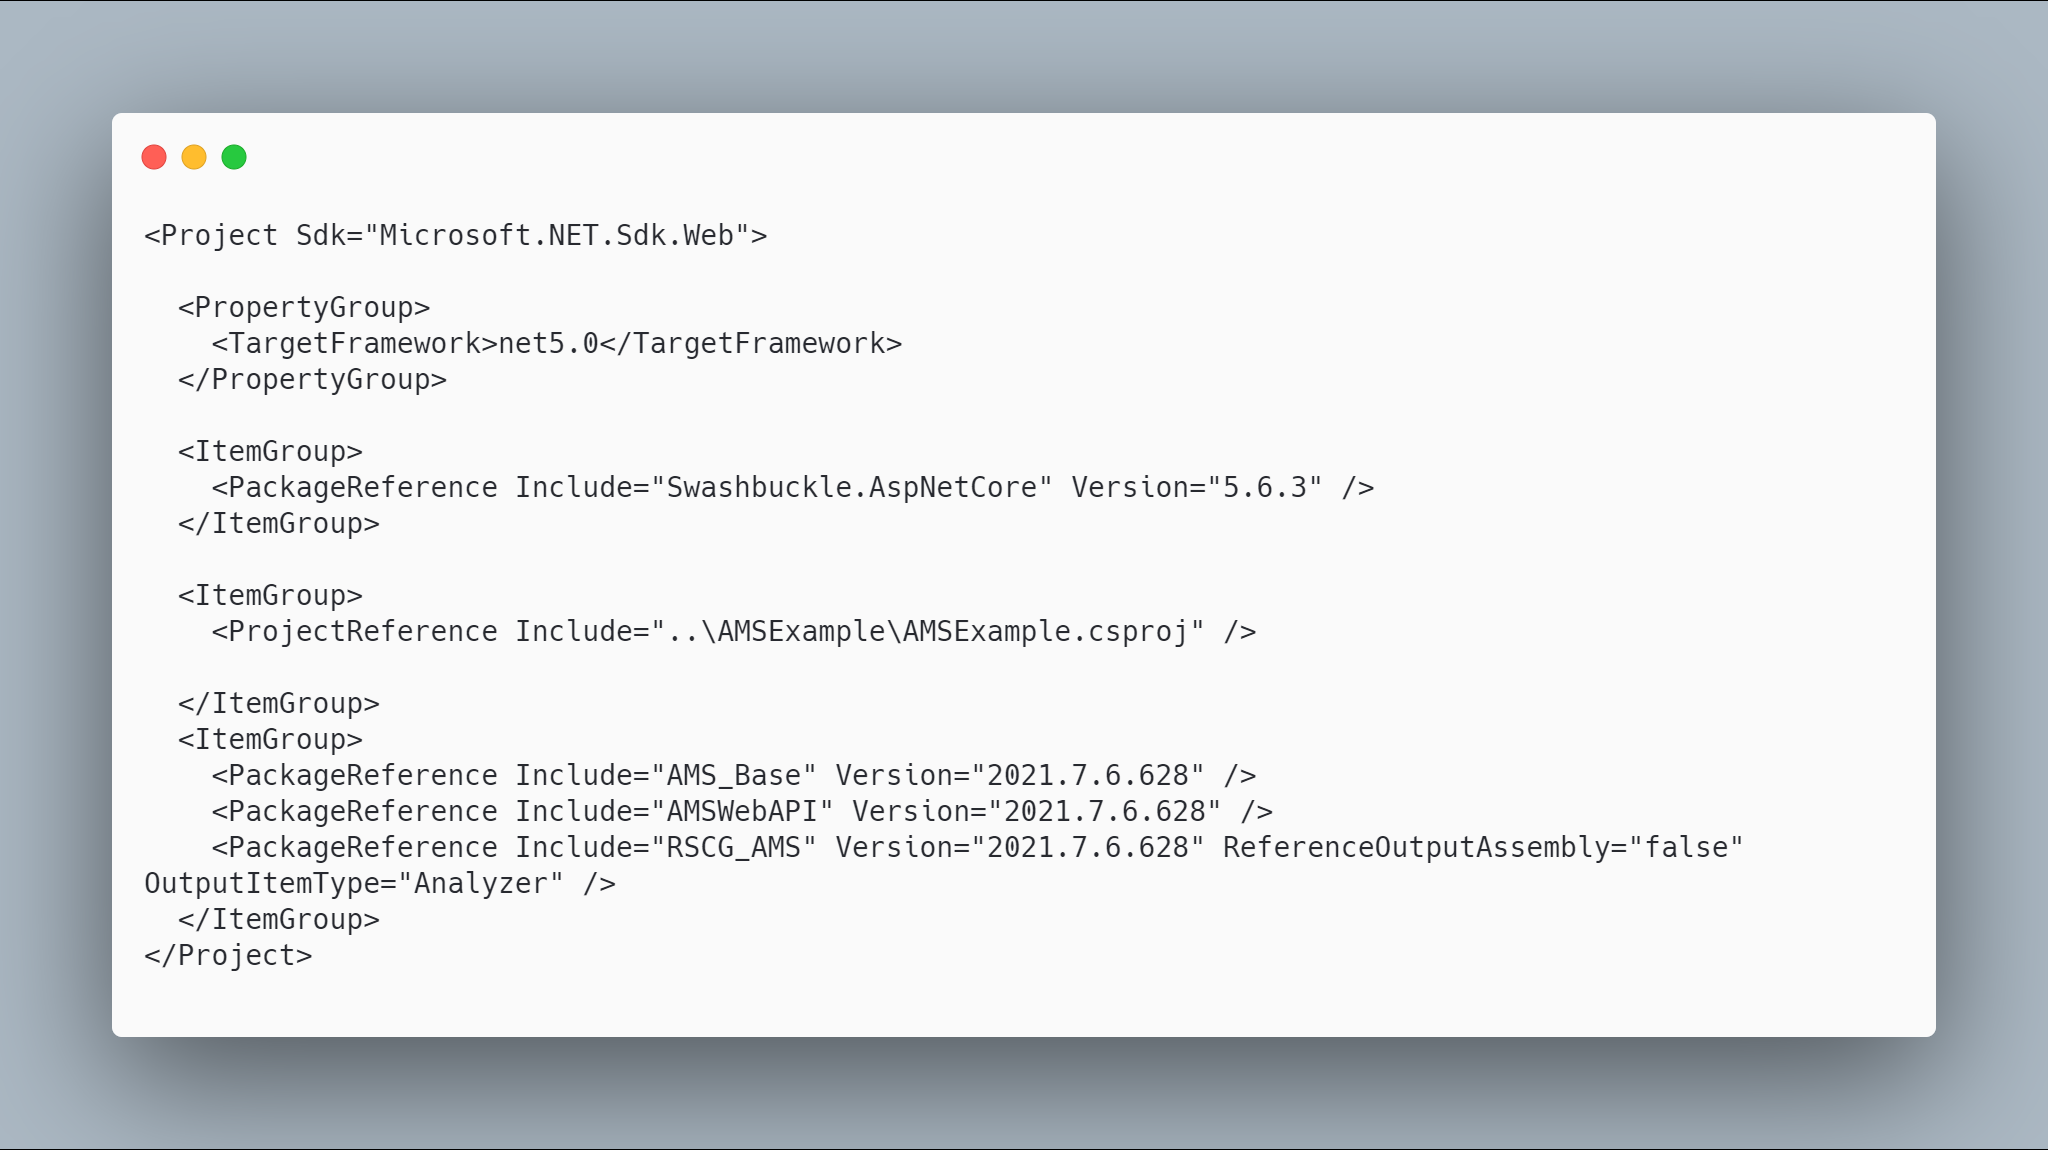 <Project Sdk="Microsoft.NET.Sdk.Web">

  <PropertyGroup>
    <TargetFramework>net5.0</TargetFramework>
  </PropertyGroup>

  <ItemGroup>
    <PackageReference Include="Swashbuckle.AspNetCore" Version="5.6.3" />
  </ItemGroup>

  <ItemGroup>
    <ProjectReference Include="..\AMSExample\AMSExample.csproj" />

  </ItemGroup>
  <ItemGroup>
    <PackageReference Include="AMS_Base" Version="2021.7.6.628" />
    <PackageReference Include="AMSWebAPI" Version="2021.7.6.628" />
    <PackageReference Include="RSCG_AMS" Version="2021.7.6.628" ReferenceOutputAssembly="false"
OutputItemType="Analyzer" />
  </ItemGroup>
</Project>